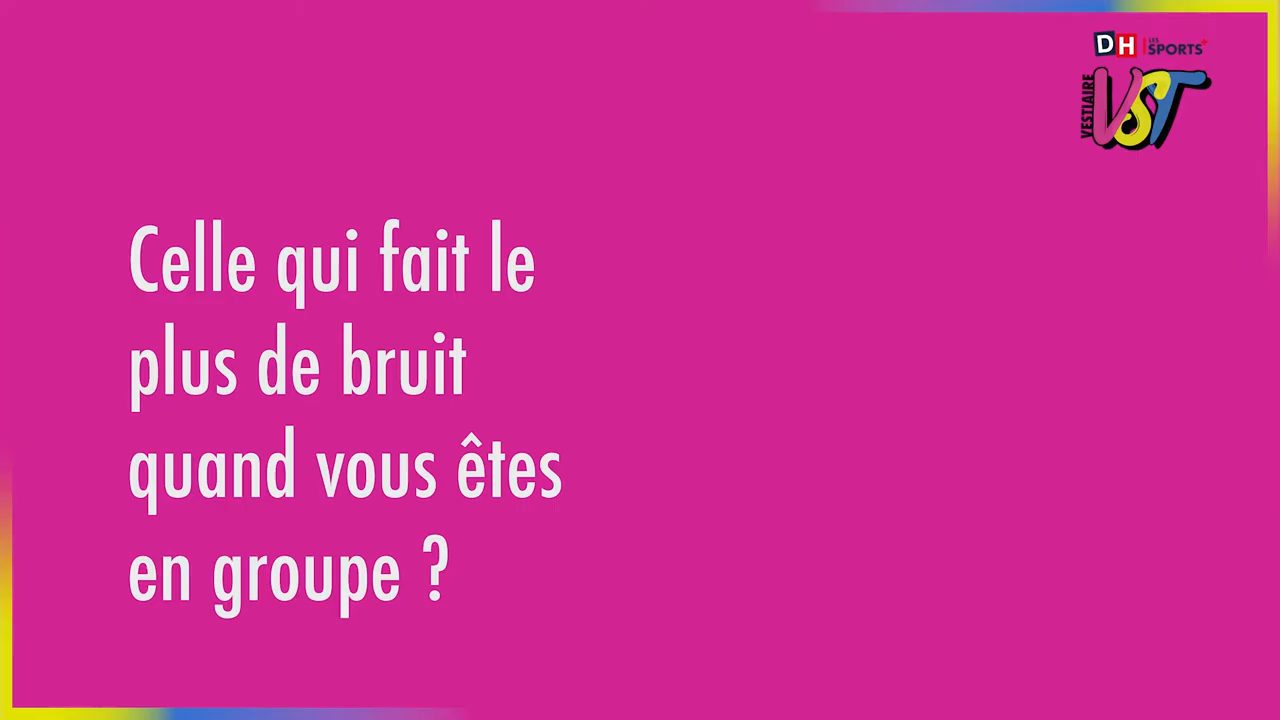 DH LES SPORTS+
VESTIAIRE VST
Celle qui fait le
plus de bruit
quand vous êtes
en groupe ?